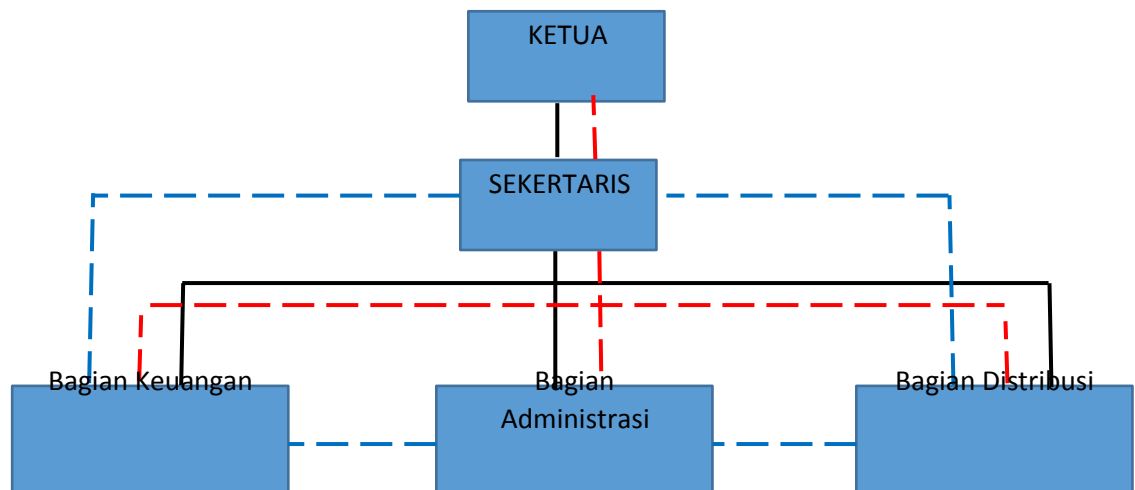 KETUA
SEKERTARIS
Bagian Keuangan
Bagian
Administrasi
Bagian Distribusi